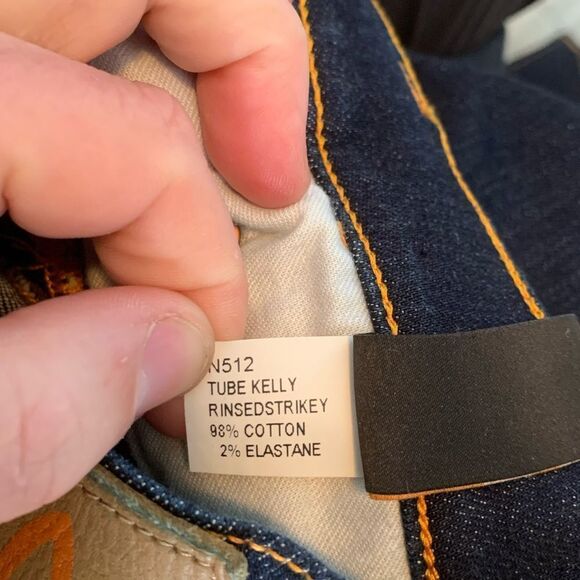 N512
TUBE KELLY
RINSEDSTRIKEY
98% COTTON
2% ELASTANE